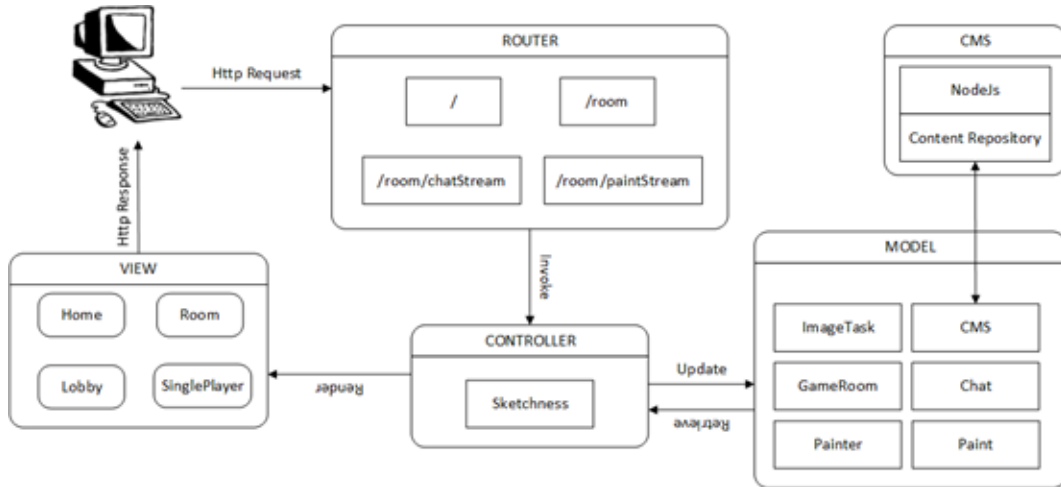 ROUTER
/
/room
/room/chatStream
/room/paintStream
CMS
NodeJs
Content Repository
Http Request
Http Response
Invoke
VIEW
Home
Room
Lobby
SinglePlayer
Render
CONTROLLER
Sketchness
Update
Retrieve
MODEL
ImageTask
CMS
GameRoom
Chat
Painter
Paint